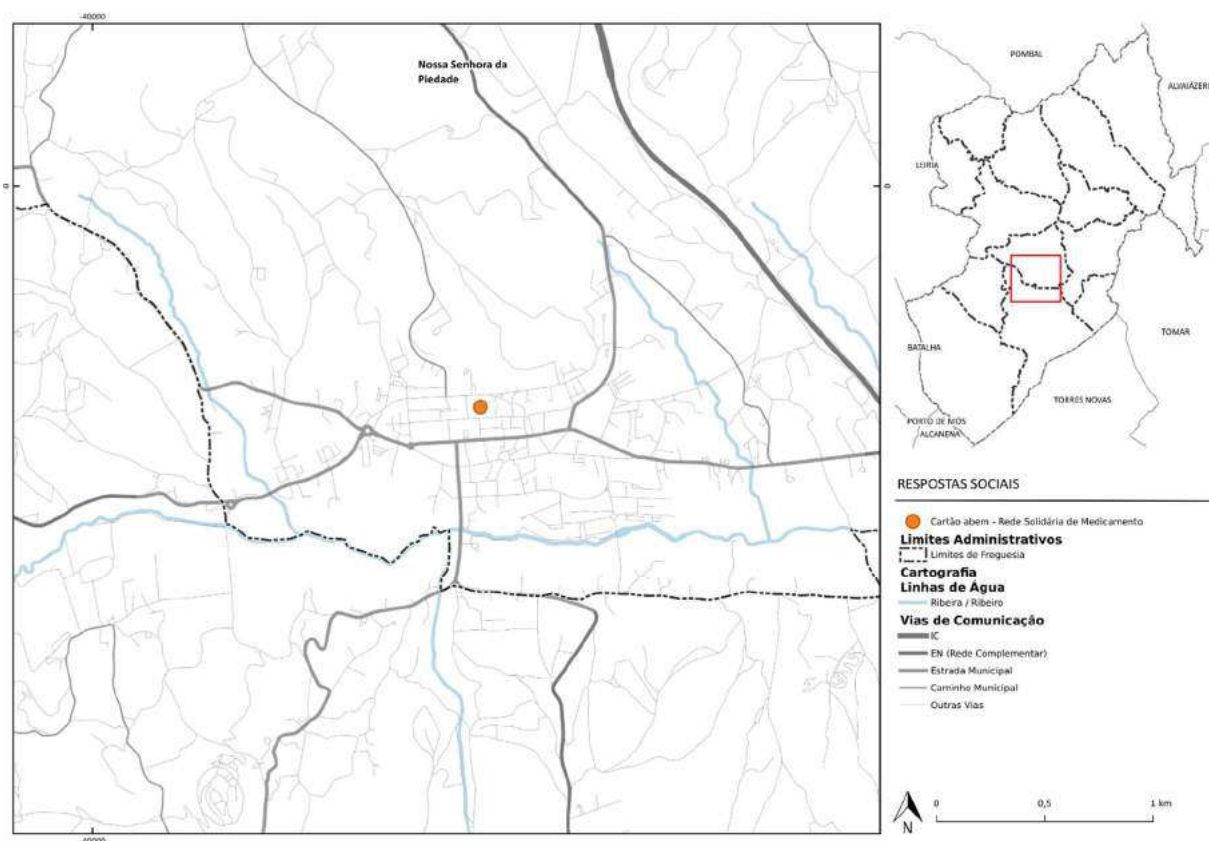 -40000
Nossa Senhora da
Piedade
0
0
POMBAL
ALVAIÁZERE
LEIRIA
TOMAR
BATALHA
TORRES NOVAS
PORTO DE MÓS
ALCANENA
RESPOSTAS SOCIAIS
Cartão abem - Rede Solidária de Medicamento
Limites Administrativos
Limites de Freguesia
Cartografia
Linhas de Água
Ribeira / Ribeiro
Vias de Comunicação
IC
EN (Rede Complementar)
Estrada Municipal
Caminho Municipal
Outras Vias
N
0 0,5 1 km